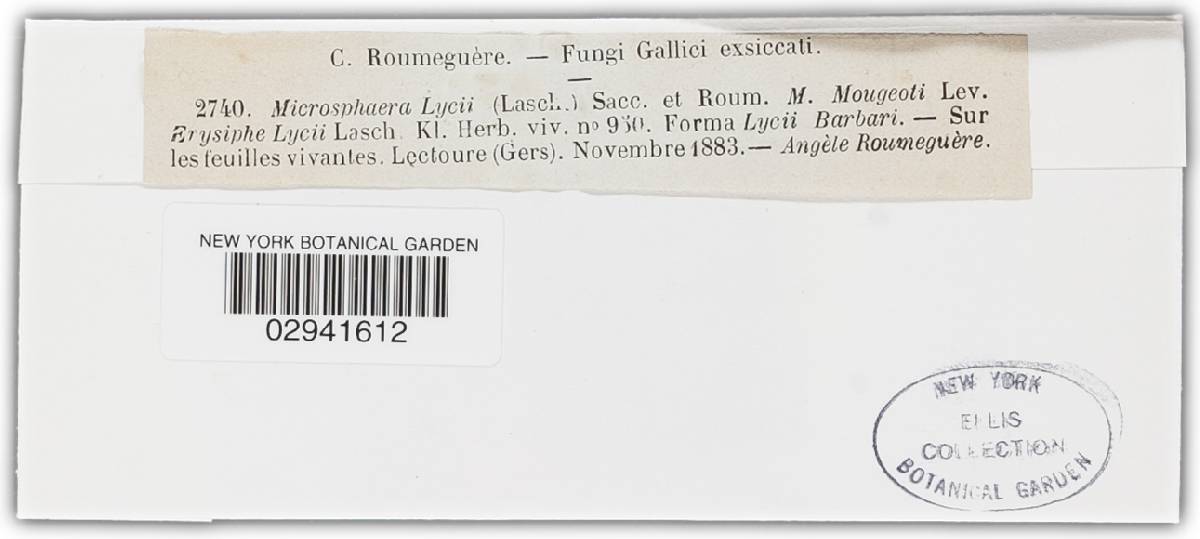 C. Roumeguère. — Fungi Gallici exsiccati.
2740. Microsphaera Lycii (Lasch.) Sacc. et Roum. M. Mougeoti Lev.
Erysiphe Lycii Lasch. Kl. Herb. viv. nº 950. Forma Lycii Barbari. — Sur
les feuilles vivantes. Lectoure (Gers). Novembre 1883. — Angèle Roumeguère.
NEW YORK BOTANICAL GARDEN
02941612
NEW YORK
ELLIS
COLLECTION
BOTANICAL GARDEN